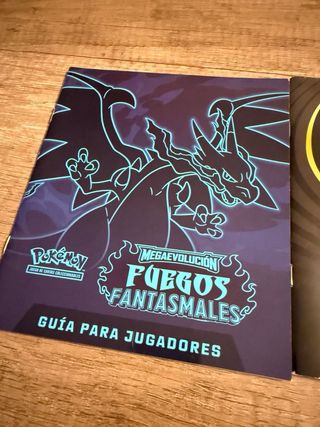 Pokémon
JUEGO DE CARTAS COLECCIONABLES
MEGAEVOLUCIÓN
FUEGOS
FANTASMALES
GUÍA PARA JUGADORES